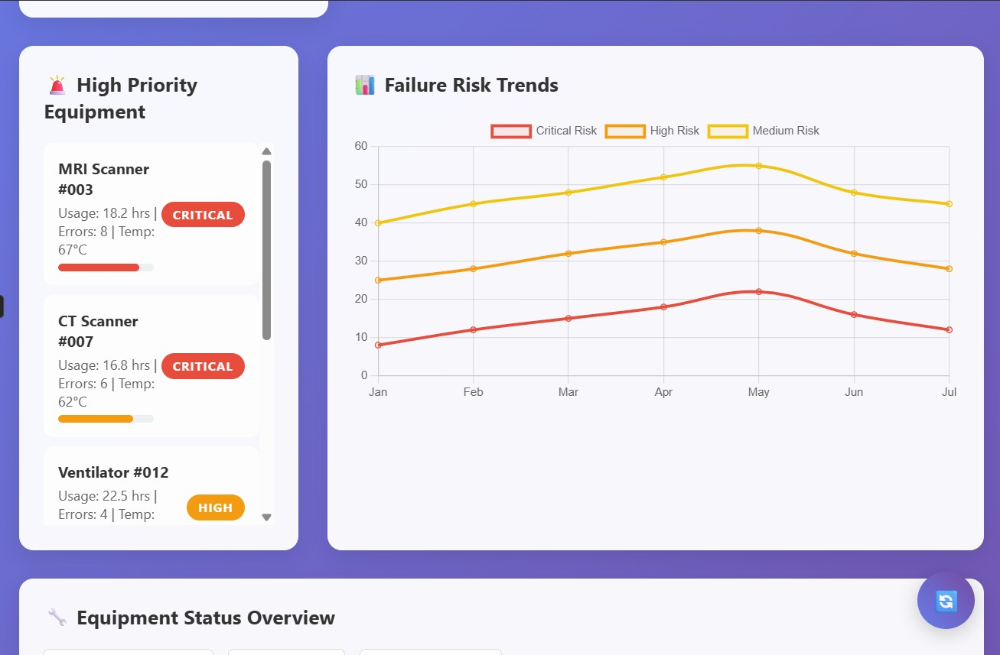 High Priority
Equipment
MRI Scanner
#003
Usage: 18.2 hrs |
Errors: 8 | Temp:
67°C
CRITICAL
CT Scanner
#007
Usage: 16.8 hrs |
Errors: 6 | Temp:
62°C
CRITICAL
Ventilator #012
Usage: 22.5 hrs |
Errors: 4 | Temp:
HIGH
Failure Risk Trends
Critical Risk High Risk Medium Risk
60
50
40
30
20
10
0
Jan Feb Mar Apr May Jun Jul
Equipment Status Overview